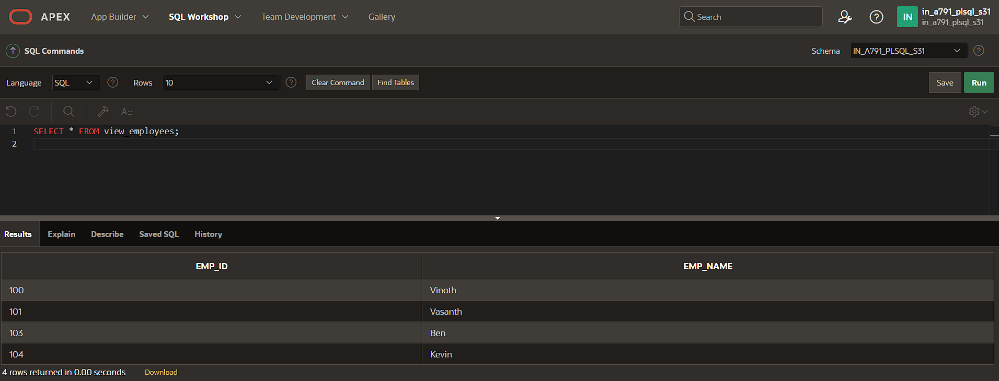 APEX App Builder SQL Workshop Team Development Gallery Search IN in_a791_plsql_s31
in_a791_plsql_s31
SQL Commands Schema IN_A791_PLSQL_S31
Language SQL Rows 10 Clear Command Find Tables Save Run
A::
1 SELECT * FROM view_employees;
2
Results Explain Describe Saved SQL History
EMP_ID EMP_NAME
100 Vinoth
101 Vasanth
103 Ben
104 Kevin
4 rows returned in 0.00 seconds Download